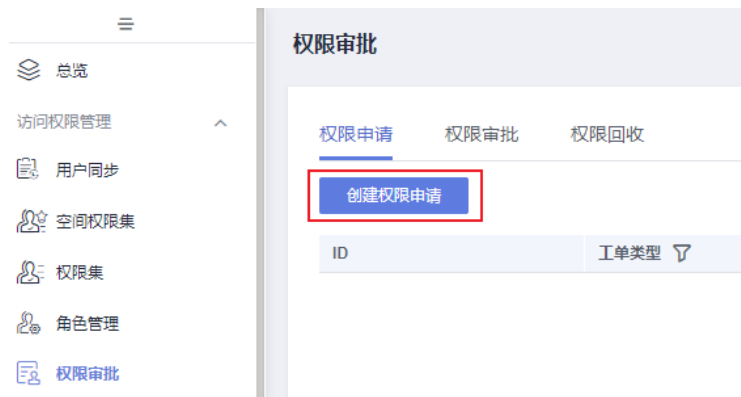 总览
访问权限管理
用户同步
空间权限集
权限集
角色管理
权限审批
权限审批
权限申请 权限审批 权限回收
创建权限申请
ID 工单类型